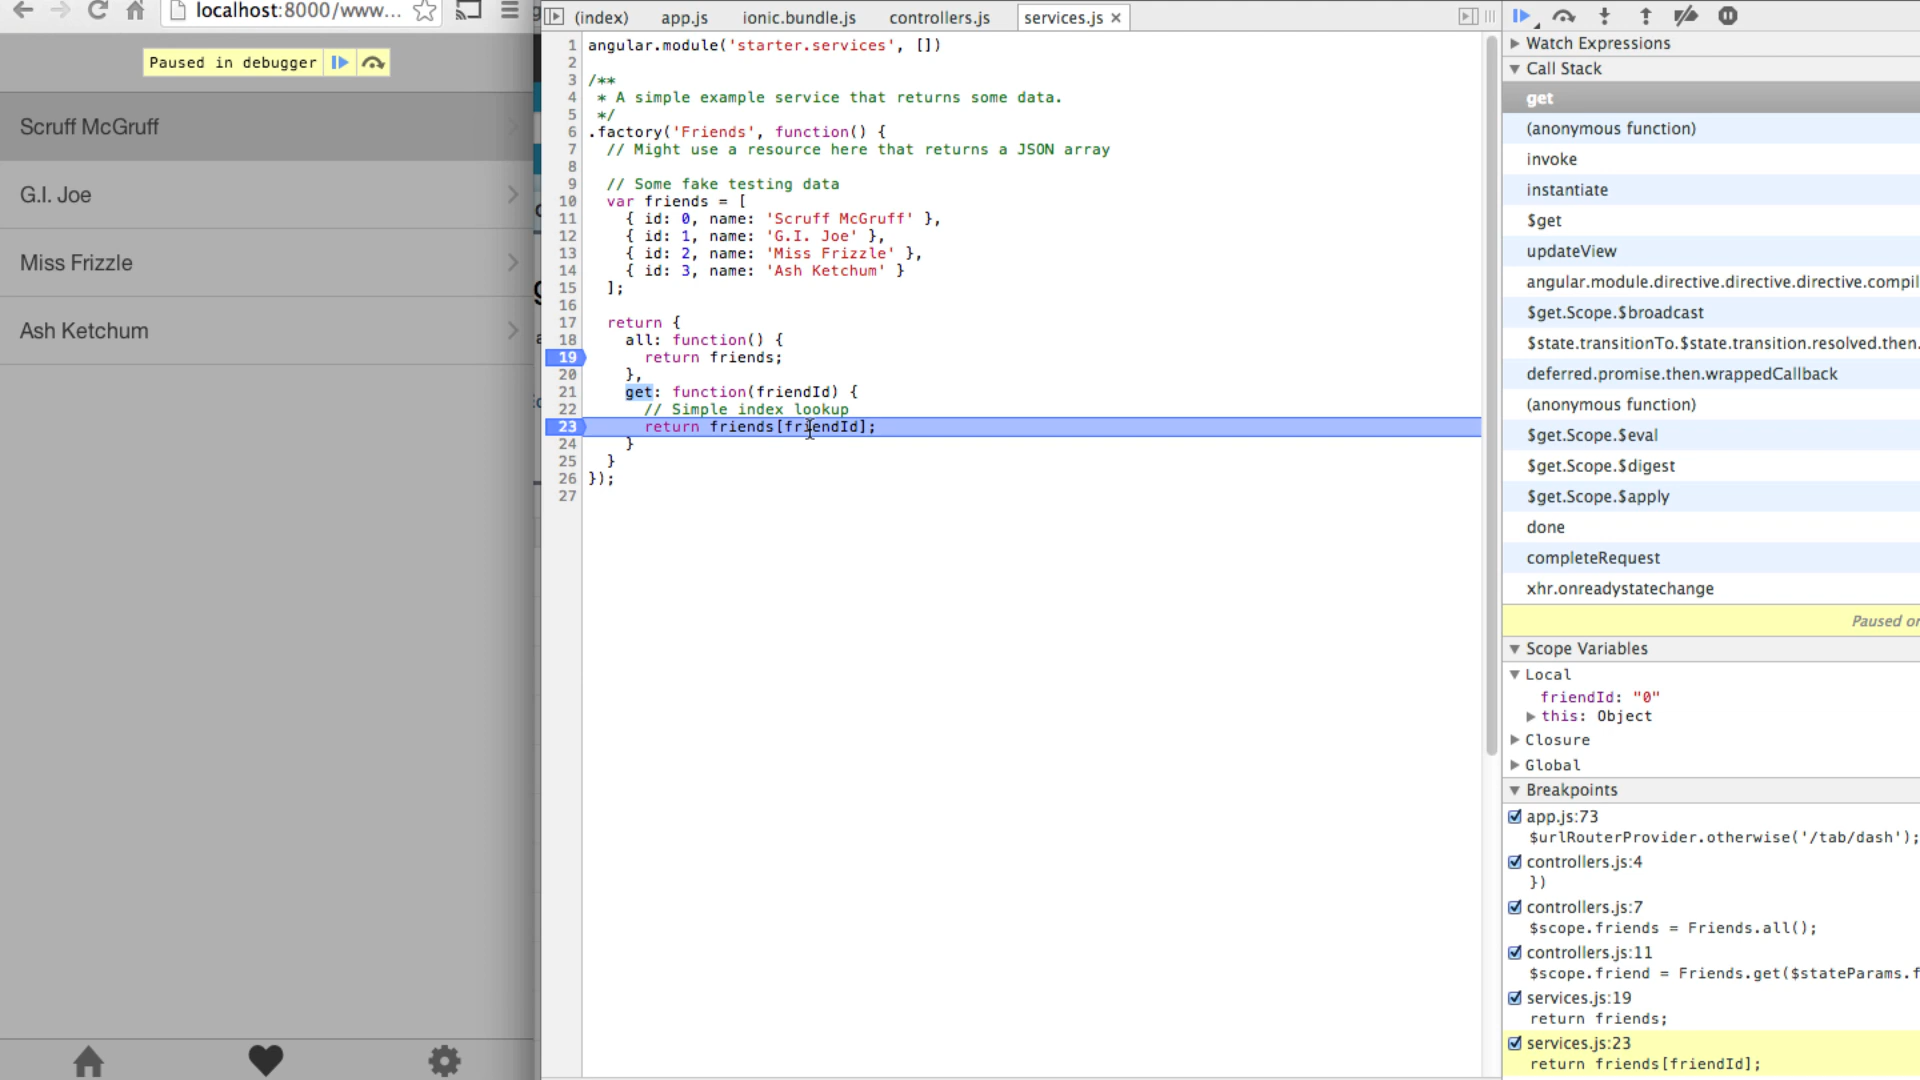 localhost:8000/www...
Paused in debugger
Scruff McGruff
G.I. Joe
Miss Frizzle
Ash Ketchum
(index) app.js ionic.bundle.js controllers.js services.js ×
1 angular.module('starter.services', [])
2
3 /**
4 * A simple example service that returns some data.
5 */
6 .factory('Friends', function() {
7 // Might use a resource here that returns a JSON array
8
9 // Some fake testing data
10 var friends = [
11 { id: 0, name: 'Scruff McGruff' },
12 { id: 1, name: 'G.I. Joe' },
13 { id: 2, name: 'Miss Frizzle' },
14 { id: 3, name: 'Ash Ketchum' }
15 ];
16
17 return {
18 all: function() {
19 return friends;
20 },
21 get: function(friendId) {
22 // Simple index lookup
23 return friends[friendId];
24 }
25 }
26 });
27
Watch Expressions
Call Stack
get
(anonymous function)
invoke
instantiate
$get
updateView
angular.module.directive.directive.directive.compil
$get.Scope.$broadcast
$state.transitionTo.$state.transition.resolved.then.
deferred.promise.then.wrappedCallback
(anonymous function)
$get.Scope.$eval
$get.Scope.$digest
$get.Scope.$apply
done
completeRequest
xhr.onreadystatechange
Paused or
Scope Variables
Local
friendId: "0"
this: Object
Closure
Global
Breakpoints
app.js:73
$urlRouterProvider.otherwise('/tab/dash');
controllers.js:4
})
controllers.js:7
$scope.friends = Friends.all();
controllers.js:11
$scope.friend = Friends.get($stateParams.f
services.js:19
return friends;
services.js:23
return friends[friendId];